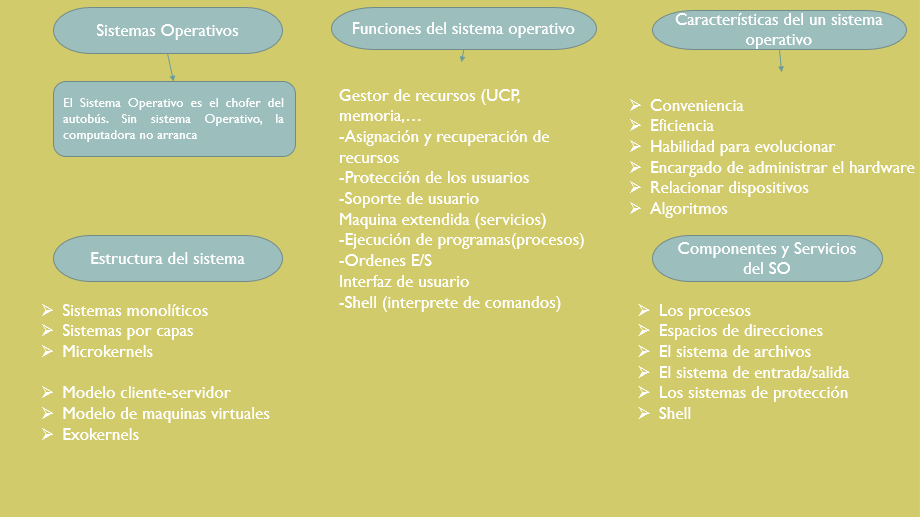 Sistemas Operativos
El Sistema Operativo es el chofer del
autobús. Sin sistema Operativo, la
computadora no arranca
Estructura del sistema
Sistemas monolíticos
Sistemas por capas
Microkernels
Modelo cliente-servidor
Modelo de maquinas virtuales
Exokernels
Funciones del sistema operativo
Gestor de recursos (UCP,
memoria,…
-Asignación y recuperación de
recursos
-Protección de los usuarios
-Soporte de usuario
Maquina extendida (servicios)
-Ejecución de programas(procesos)
-Ordenes E/S
Interfaz de usuario
-Shell (interprete de comandos)
Características del un sistema
operativo
Conveniencia
Eficiencia
Habilidad para evolucionar
Encargado de administrar el hardware
Relacionar dispositivos
Algoritmos
Componentes y Servicios
del SO
Los procesos
Espacios de direcciones
El sistema de archivos
El sistema de entrada/salida
Los sistemas de protección
Shell